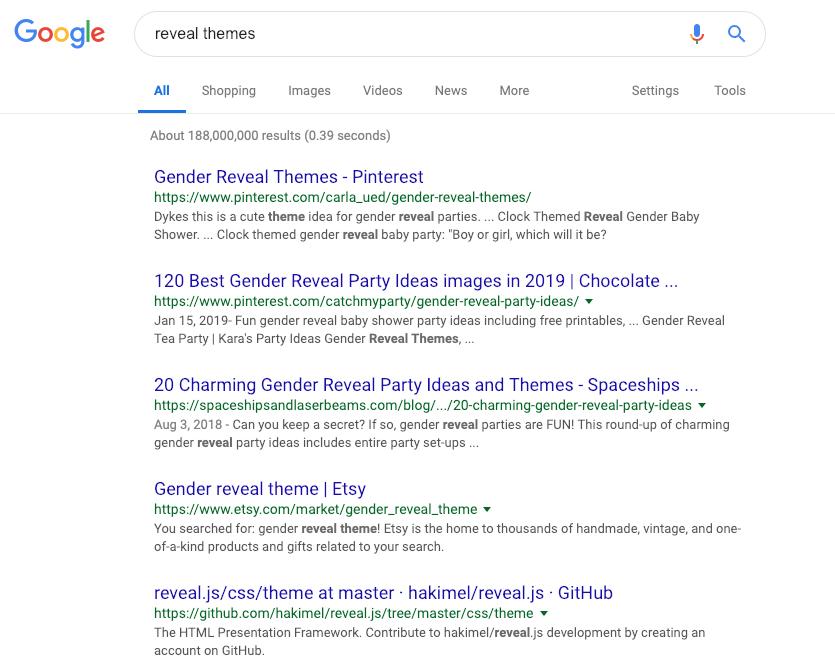 Google
reveal themes
All Shopping Images Videos News More Settings Tools
About 188,000,000 results (0.39 seconds)
Gender Reveal Themes - Pinterest
https://www.pinterest.com/carla_ued/gender-reveal-themes/
Dykes this is a cute theme idea for gender reveal parties. ... Clock Themed Reveal Gender Baby
Shower. ... Clock themed gender reveal baby party: "Boy or girl, which will it be?
120 Best Gender Reveal Party Ideas images in 2019 | Chocolate ...
https://www.pinterest.com/catchmyparty/gender-reveal-party-ideas/
Jan 15, 2019- Fun gender reveal baby shower party ideas including free printables, ... Gender Reveal
Tea Party | Kara's Party Ideas Gender Reveal Themes, ...
20 Charming Gender Reveal Party Ideas and Themes - Spaceships ...
https://spaceshipsandlaserbeams.com/blog/.../20-charming-gender-reveal-party-ideas
Aug 3, 2018 - Can you keep a secret? If so, gender reveal parties are FUN! This round-up of charming
gender reveal party ideas includes entire party set-ups ...
Gender reveal theme | Etsy
https://www.etsy.com/market/gender_reveal_theme
You searched for: gender reveal theme! Etsy is the home to thousands of handmade, vintage, and one-
of-a-kind products and gifts related to your search.
reveal.js/css/theme at master · hakimel/reveal.js · GitHub
https://github.com/hakimel/reveal.js/tree/master/css/theme
The HTML Presentation Framework. Contribute to hakimel/reveal.js development by creating an
account on GitHub.